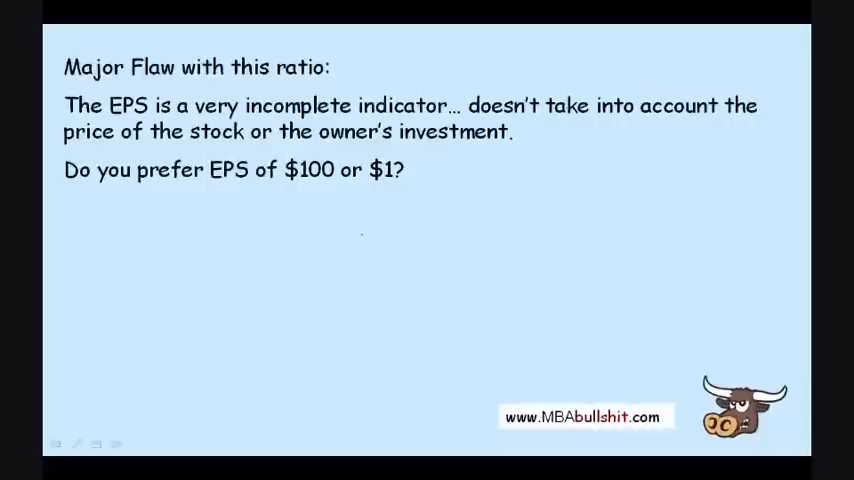 Major Flaw with this ratio:
The EPS is a very incomplete indicator... doesn't take into account the
price of the stock or the owner's investment.
Do you prefer EPS of $100 or $1?
www.MBAbullshit.com